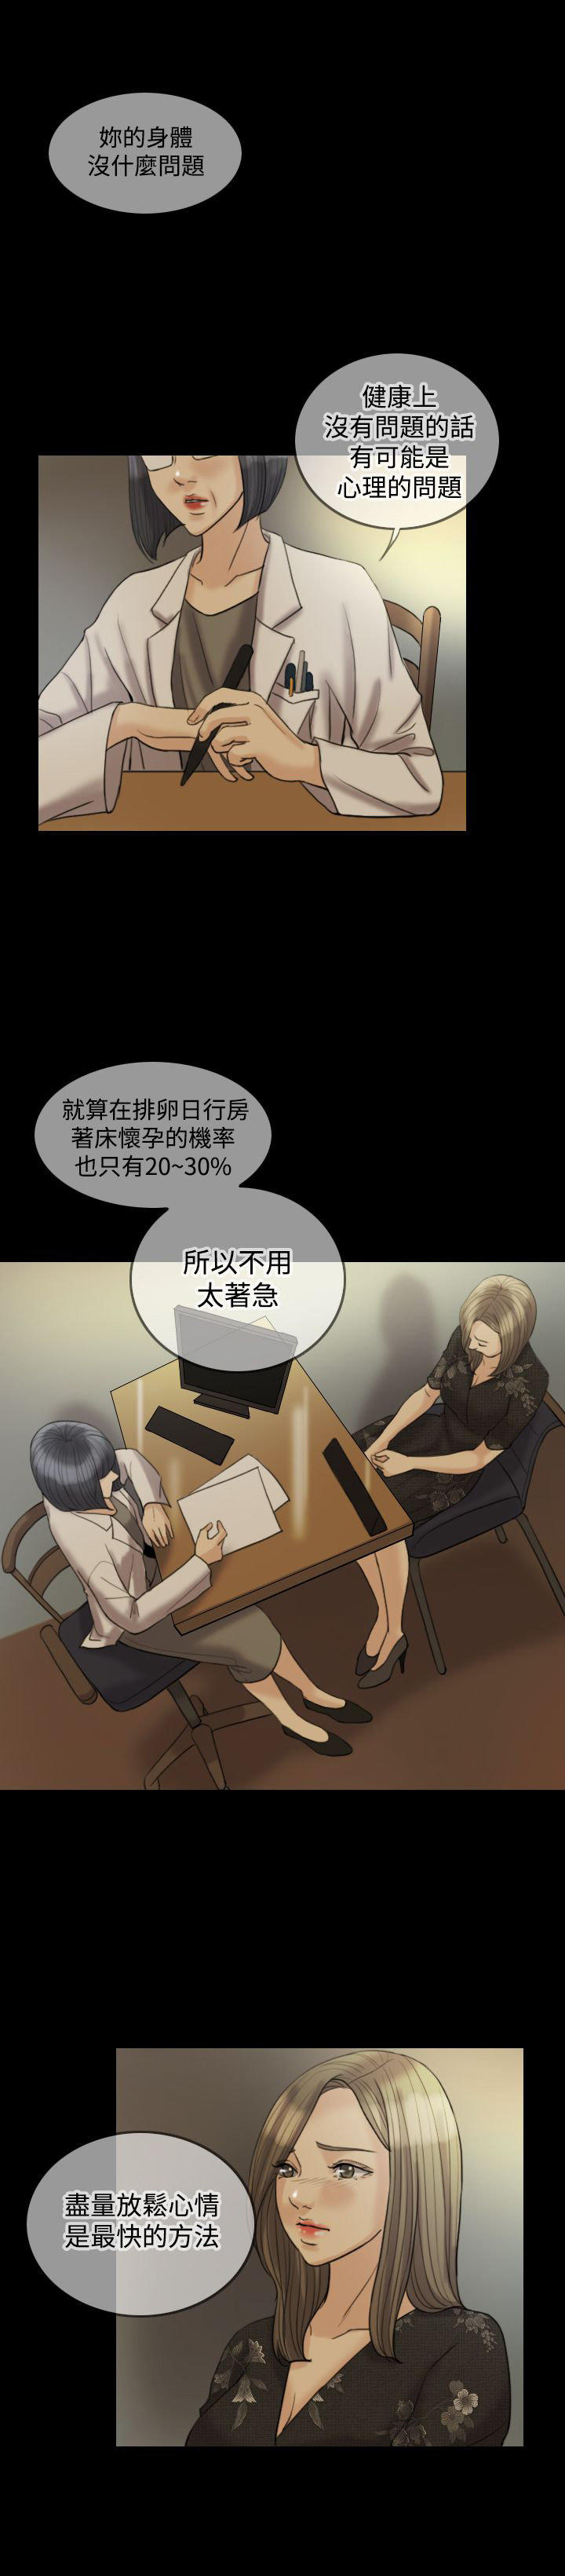 妳的身體
沒什麼問題
健康上
沒有問題的話
有可能是
心理的問題
就算在排卵日行房
著床懷孕的機率
也只有20~30%
所以不用
太著急
盡量放鬆心情
是最快的方法